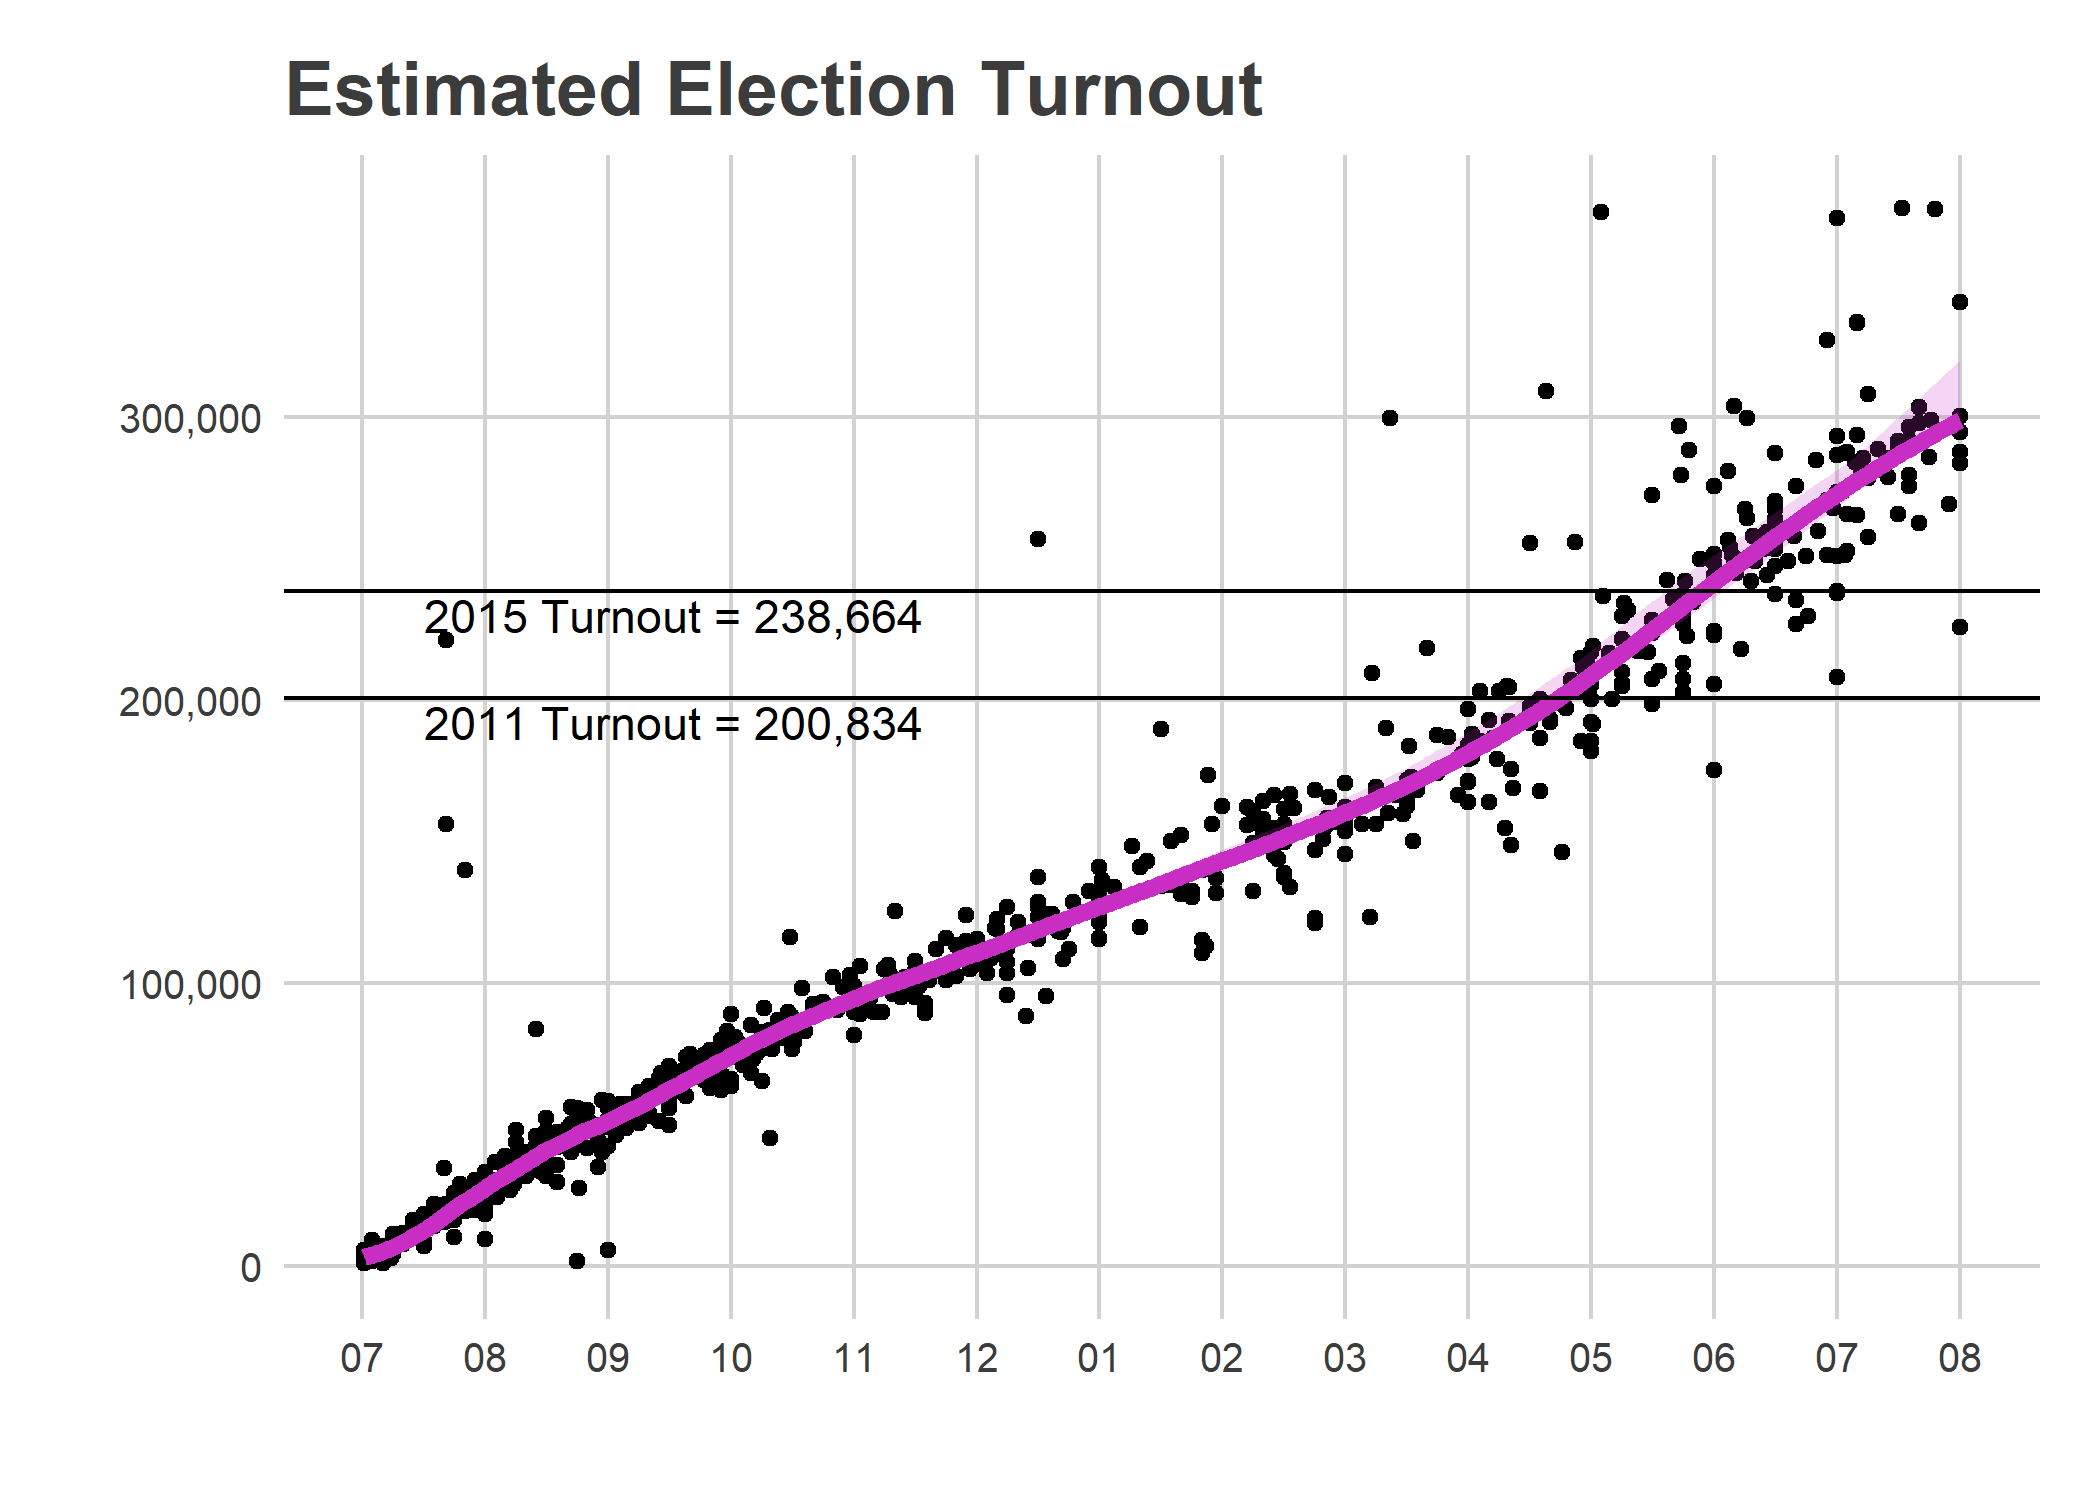 Estimated Election Turnout
300,000
2015 Turnout = 238,664
200,000
2011 Turnout = 200,834
100,000
0
07 08 09 10 11 12 01 02 03 04 05 06 07 08